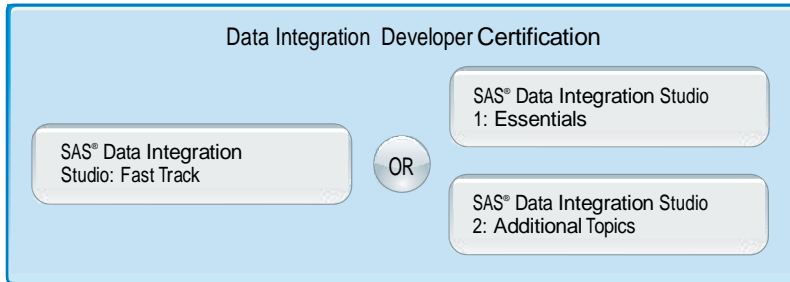 Data Integration Developer Certification
SAS® Data Integration
Studio: Fast Track
OR
SAS® Data Integration Studio
1: Essentials
SAS® Data Integration Studio
2: Additional Topics